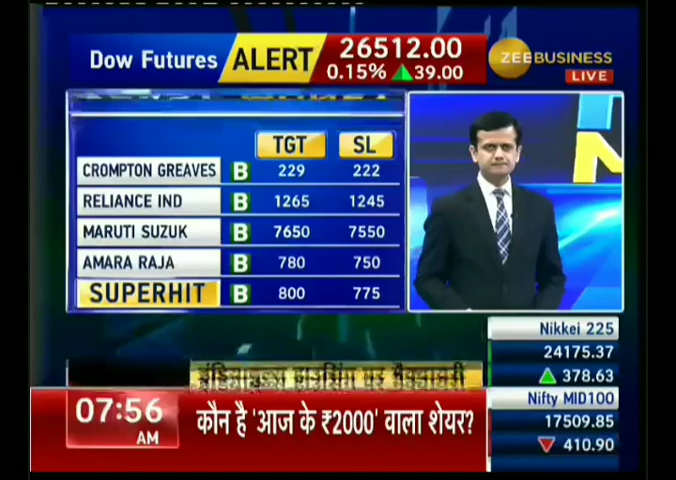 Dow Futures
ALERT
26512.00
0.15% ▲39.00
ZEEBUSINESS
LIVE
TGT SL
CROMPTON GREAVES B 229 222
RELIANCE IND B 1265 1245
MARUTI SUZUK B 7650 7550
AMARA RAJA B 780 750
SUPERHIT B 800 775
Nikkei 225
24175.37
▲ 378.63
Nifty MID100
17509.85
▼ 410.90
07:56
AM
कौन है 'आज के ₹2000' वाला शेयर?